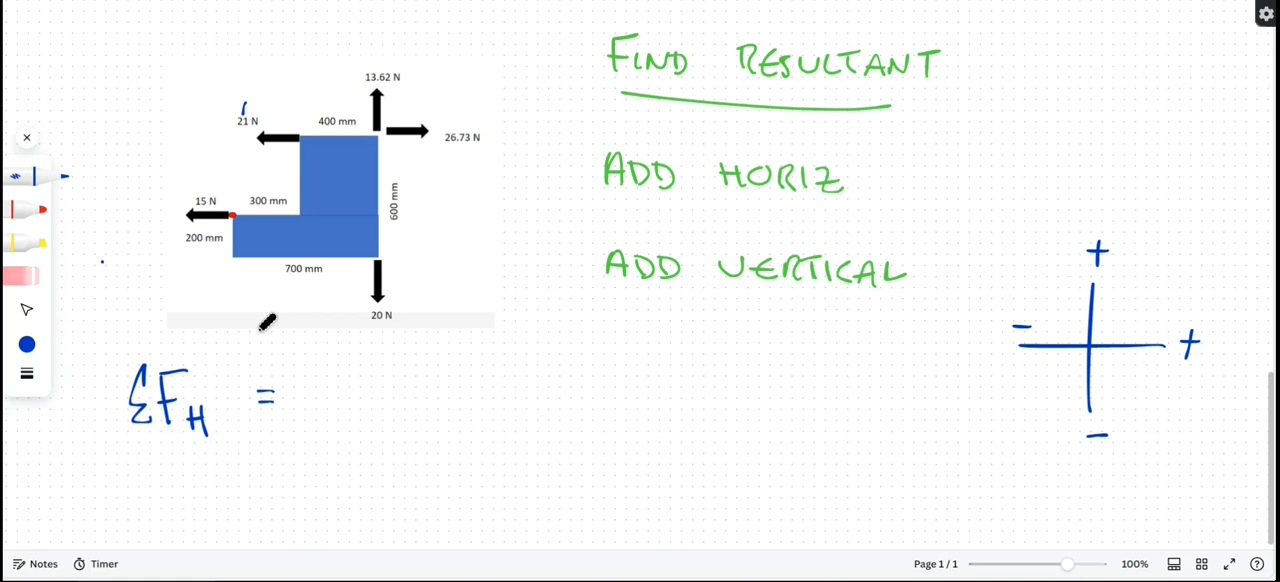 FIND RESULTANT
13.62 N
21 N
400 mm
26.73 N
ADD HORIZ
15 N
300 mm
600 mm
200 mm
ADD VERTICAL
+
700 mm
20 N
- +
ΣFH =
-
Notes
Timer
Page 1 / 1
100%